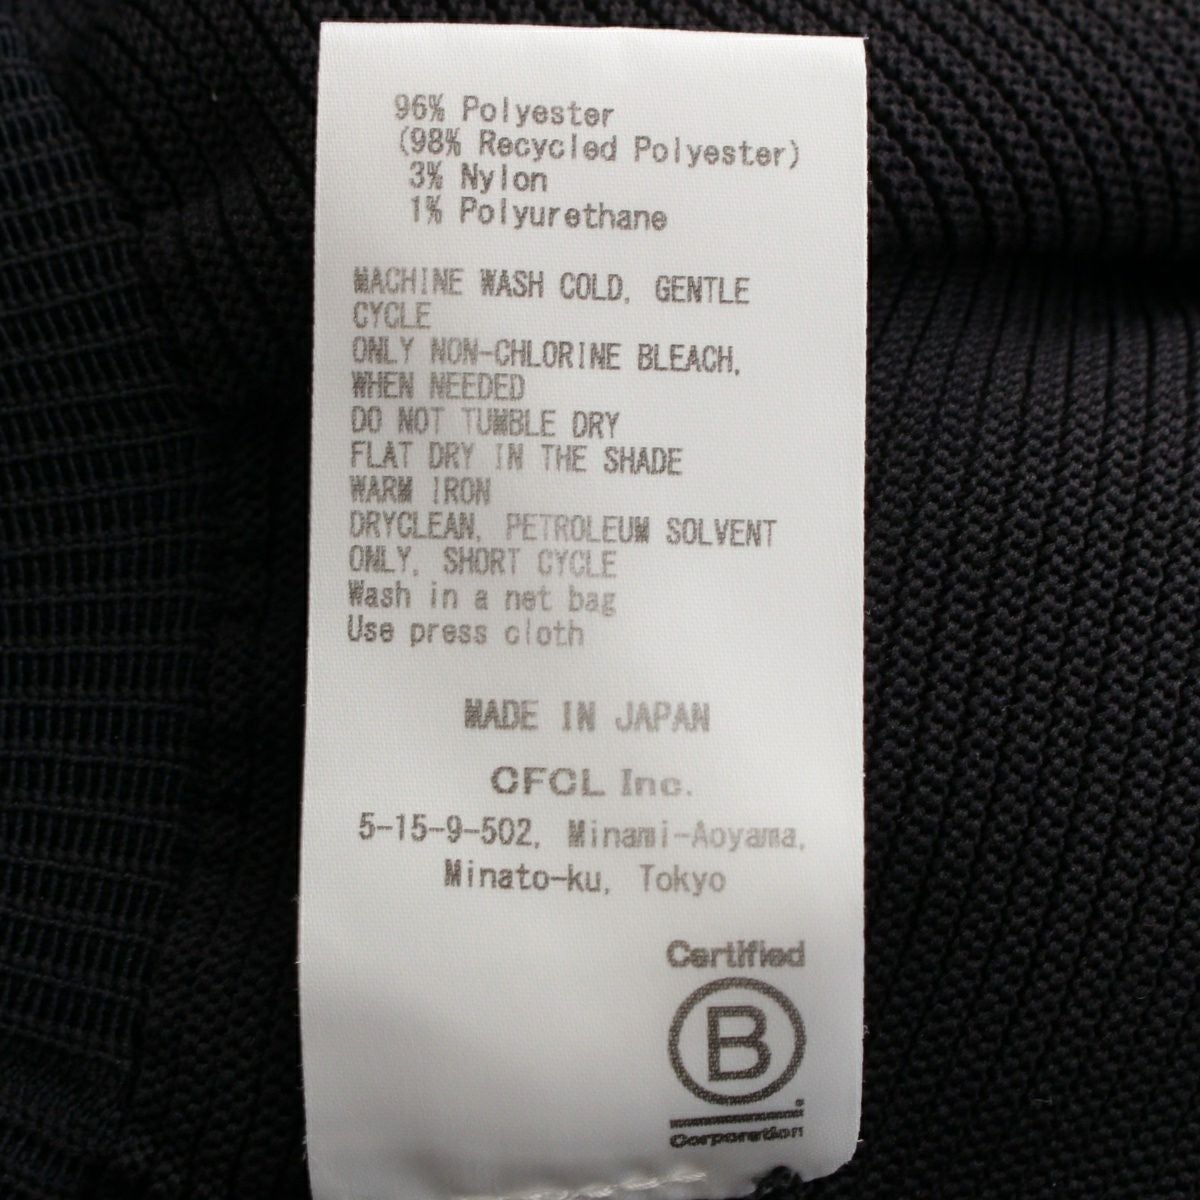 96% Polyester
(98% Recycled Polyester)
3% Nylon
1% Polyurethane
MACHINE WASH COLD, GENTLE
CYCLE
ONLY NON-CHLORINE BLEACH,
WHEN NEEDED
DO NOT TUMBLE DRY
FLAT DRY IN THE SHADE
WARM IRON
DRYCLEAN, PETROLEUM SOLVENT
ONLY, SHORT CYCLE
Wash in a net bag
Use press cloth
MADE IN JAPAN
CFCL Inc.
5-15-9-502, Minami-Aoyama,
Minato-ku, Tokyo
Certified
B
Corporation